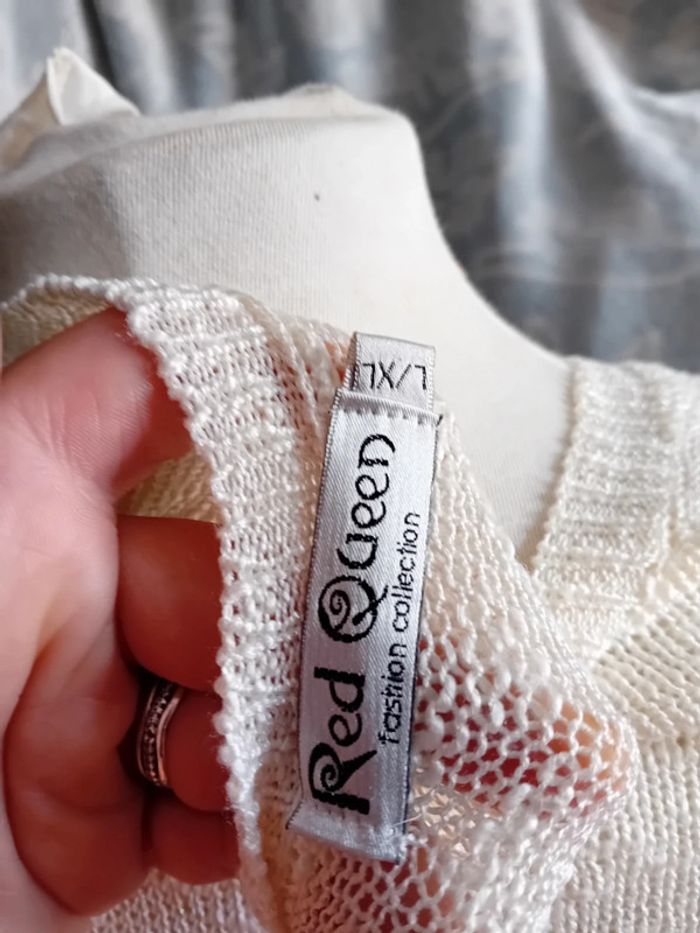 L/XL
Red Queen
fashion collection